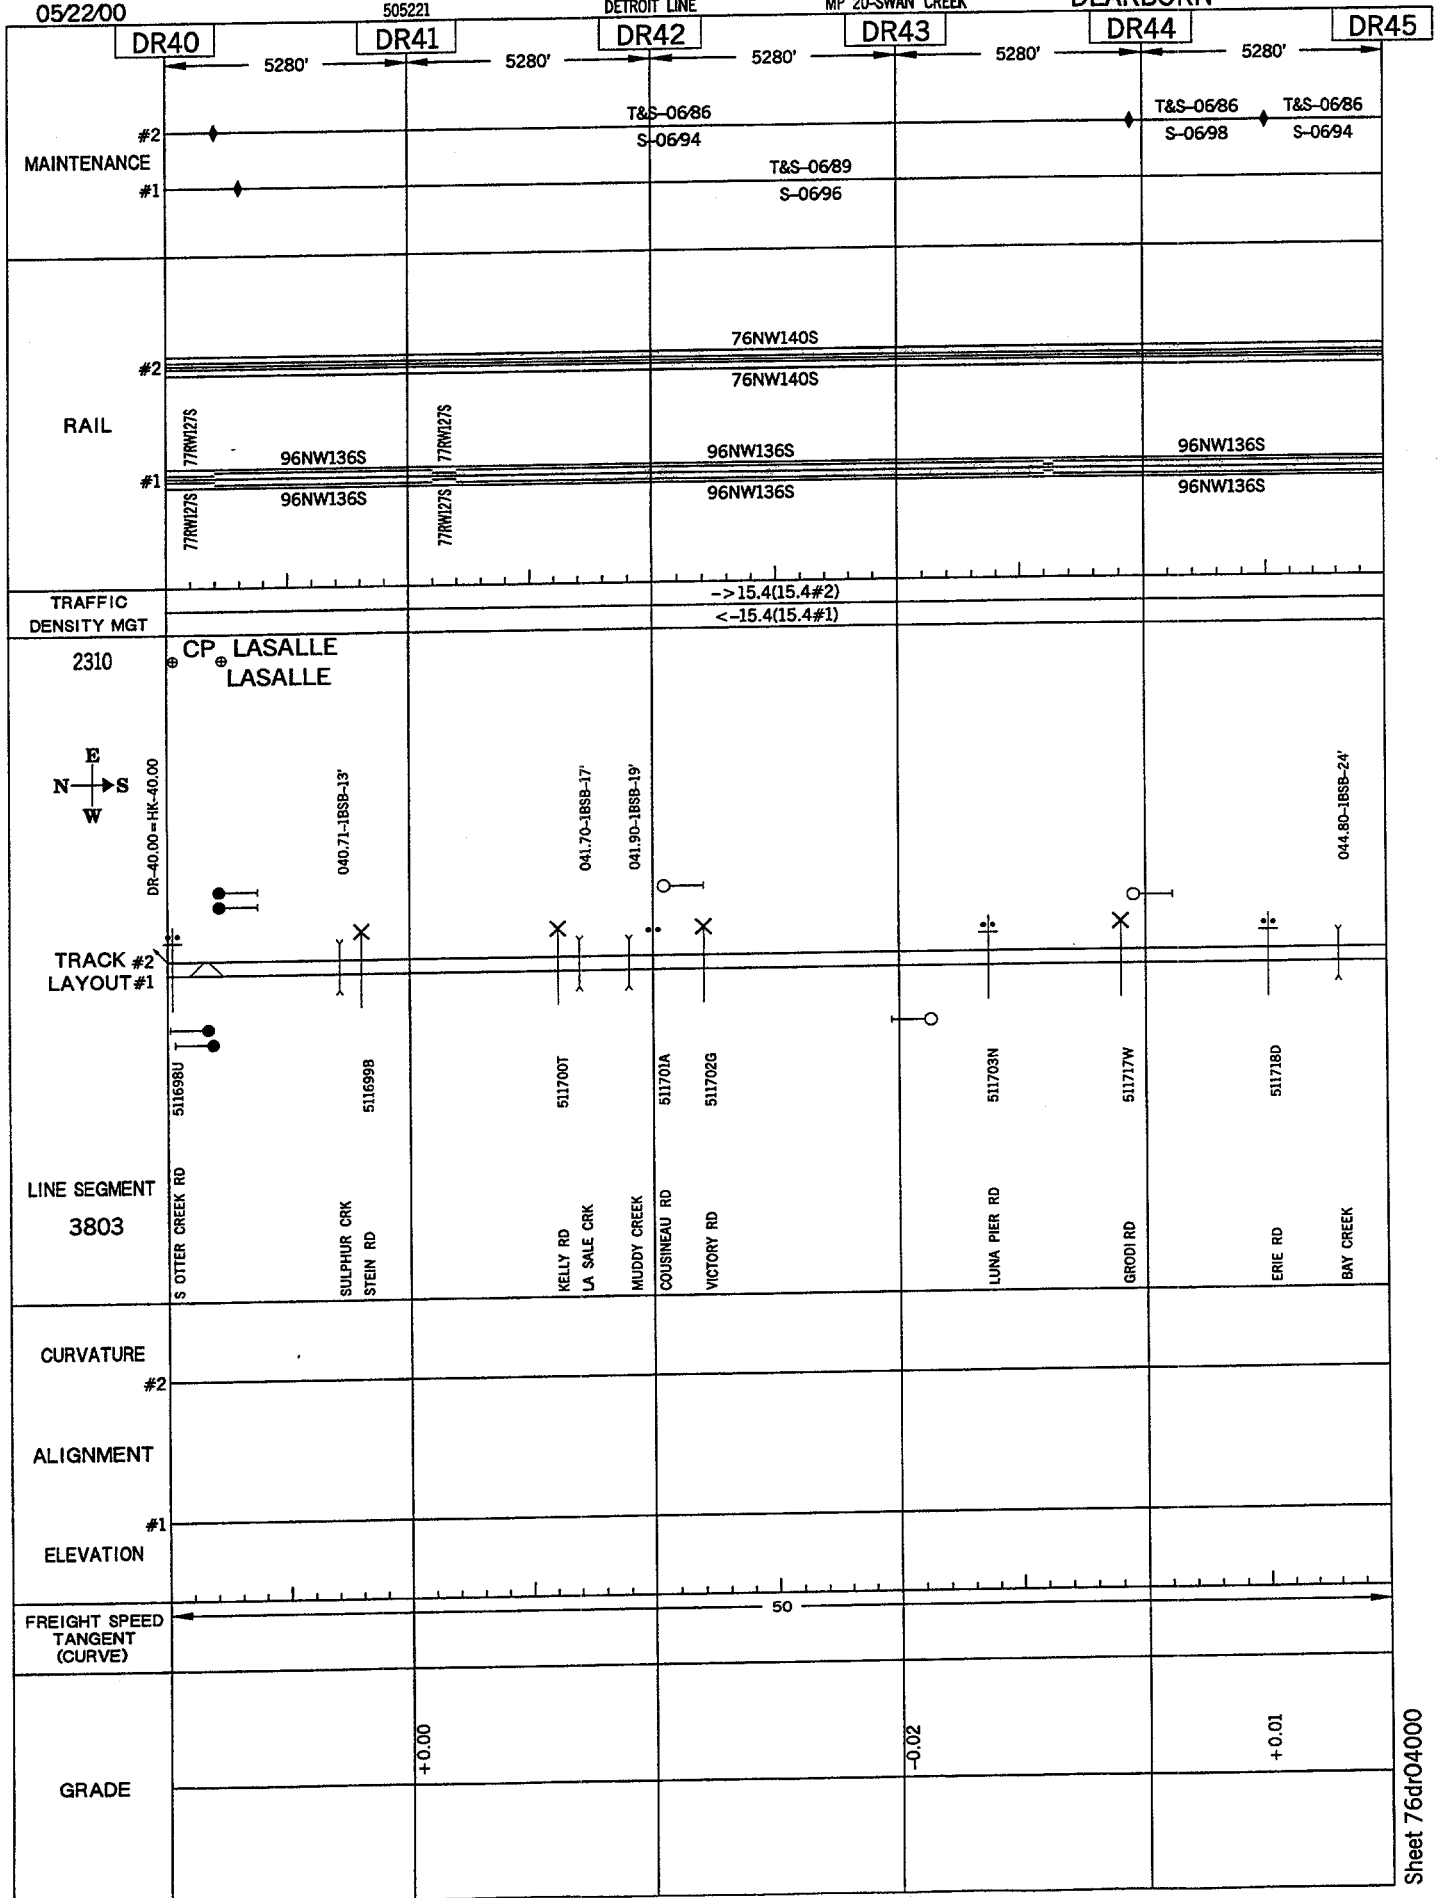 05/22/00
505221
DETROIT LINE
MP 20-SWAN CREEK
DEARBORN
DR40 DR41 DR42 DR43 DR44 DR45
5280' 5280' 5280' 5280' 5280'
MAINTENANCE
#2
T&S-06/86 T&S-06/86 T&S-06/86
S-06/94 S-06/98 S-06/94
#1
T&S-06/89
S-06/96
RAIL
#2
76NW140S
76NW140S
#1
77RW127S 77RW127S
96NW136S 96NW136S 96NW136S
96NW136S 96NW136S 96NW136S
77RW127S 77RW127S
TRAFFIC
DENSITY MGT
->15.4(15.4#2)
<-15.4(15.4#1)
2310
CP LASALLE
LASALLE
E
N S
W
DR-40.00=HK-40.00
040.71-1BSB-13'
041.70-1BSB-17'
041.90-1BSB-19'
044.80-1BSB-24'
TRACK #2
LAYOUT #1
511698U
511699B
511700T
511701A
511702G
511703N
511717W
511718D
LINE SEGMENT
3803
S OTTER CREEK RD
SULPHUR CRK
STEIN RD
KELLY RD
LA SALE CRK
MUDDY CREEK
COUSINEAU RD
VICTORY RD
LUNA PIER RD
GRODI RD
ERIE RD
BAY CREEK
CURVATURE
#2
ALIGNMENT
#1
ELEVATION
FREIGHT SPEED
TANGENT
(CURVE)
50
GRADE
+0.00
-0.02
+0.01
Sheet 76dr04000